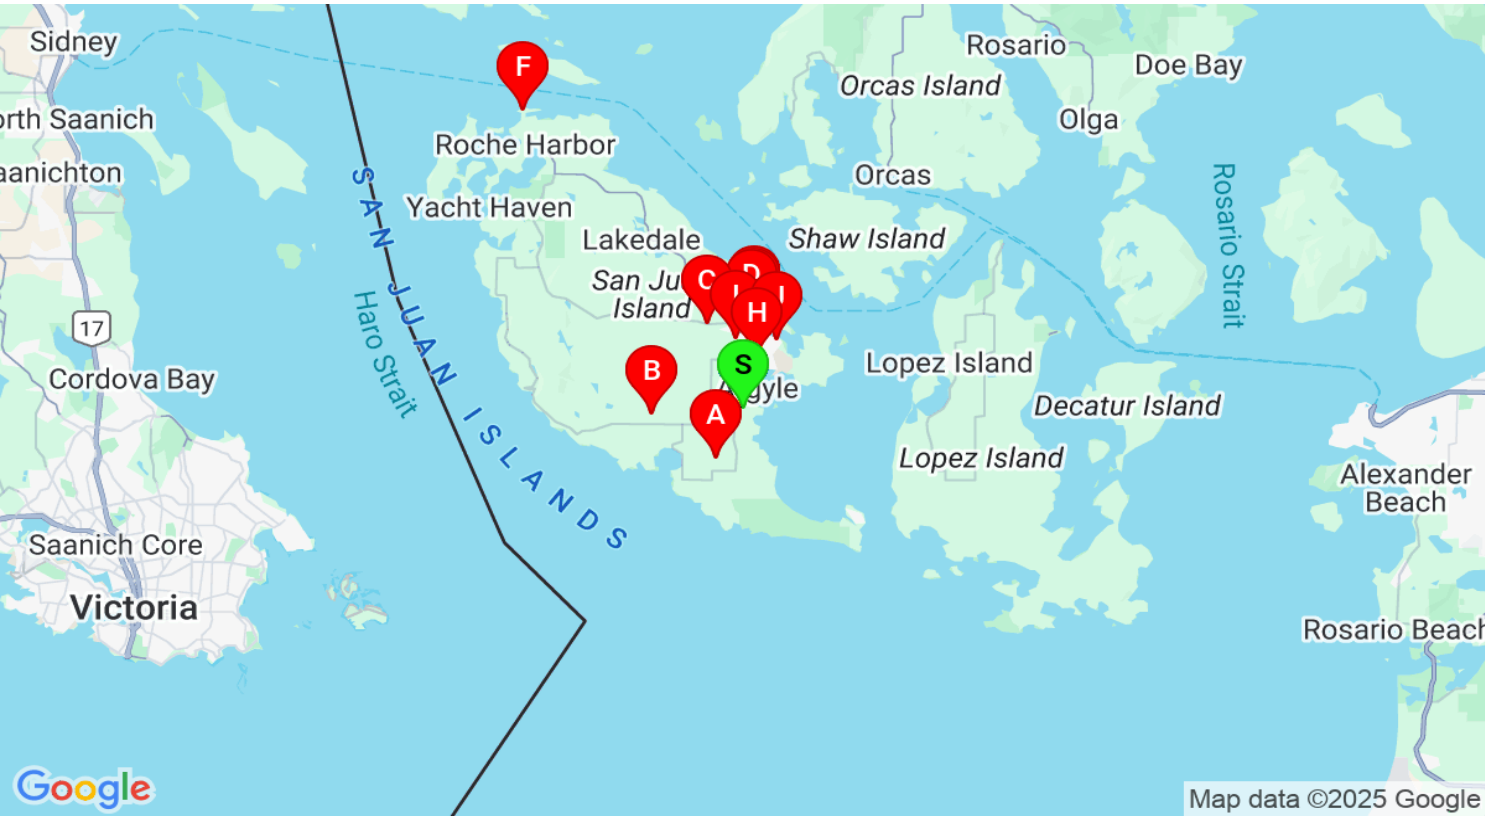 Sidney
Rosario
Doe Bay
F
Orcas Island
orth Saanich
Olga
Roche Harbor
aanichton
Orcas
Yacht Haven
Rosario Strait
SAN JUAN ISLANDS
Lakedale
Shaw Island
San Ju
Island
C
D
H
Haro Strait
17
Lopez Island
B
S
Cordova Bay
gyle
Decatur Island
A
Lopez Island
Alexander
Beach
Saanich Core
Victoria
Rosario Beach
Google
Map data ©2025 Google